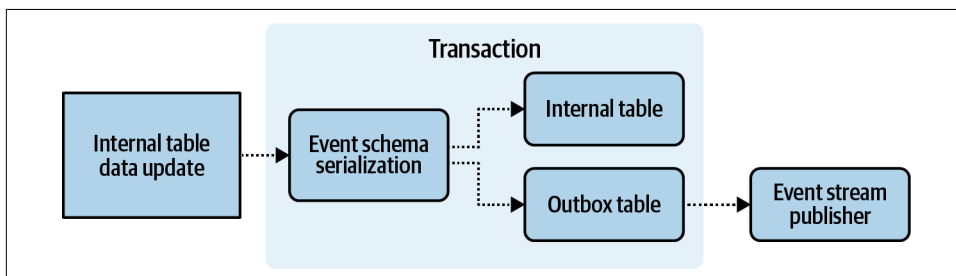 Transaction
Internal table
data update
Event schema
serialization
Internal table
Outbox table
Event stream
publisher